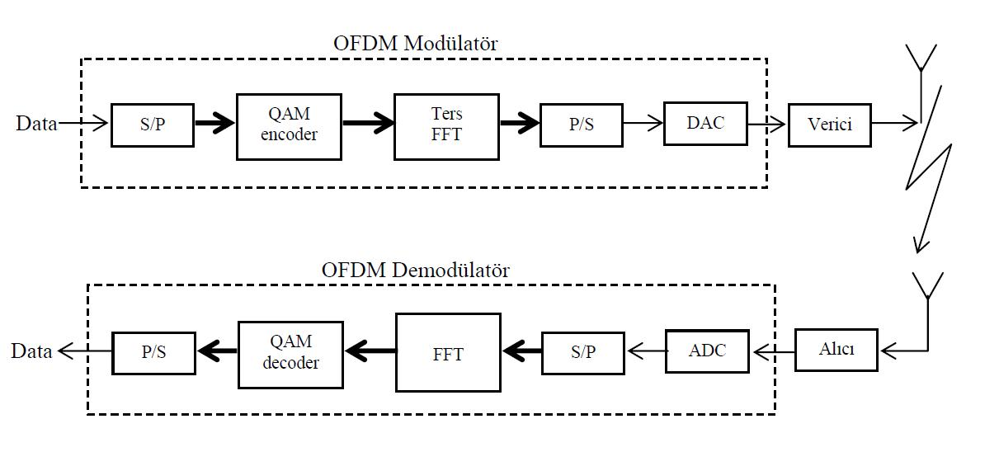 OFDM Modülatör
Data
S/P
QAM
encoder
Ters
FFT
P/S
DAC
Verici
OFDM Demodülatör
Data
P/S
QAM
decoder
FFT
S/P
ADC
Alıcı